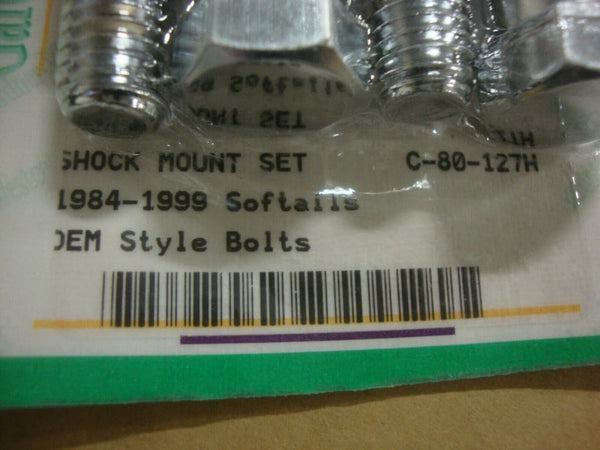 SHOCK MOUNT SET C-80-127H
1984-1999 Softails
OEM Style Bolts